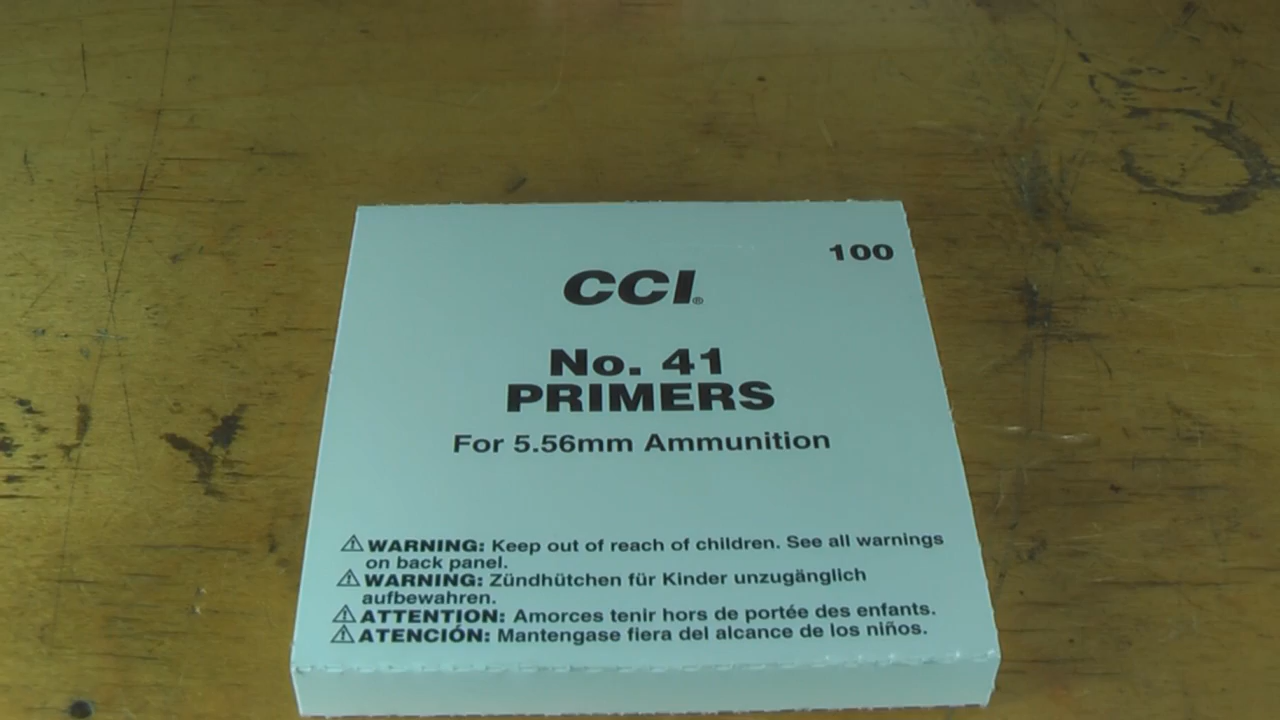 100
CCI®
No. 41
PRIMERS
For 5.56mm Ammunition
⚠WARNING: Keep out of reach of children. See all warnings
on back panel.
⚠WARNING: Zündhütchen für Kinder unzugänglich
aufbewahren.
⚠ATTENTION: Amorces tenir hors de portée des enfants.
⚠ATENCIÓN: Mantengase fiera del alcance de los niños.